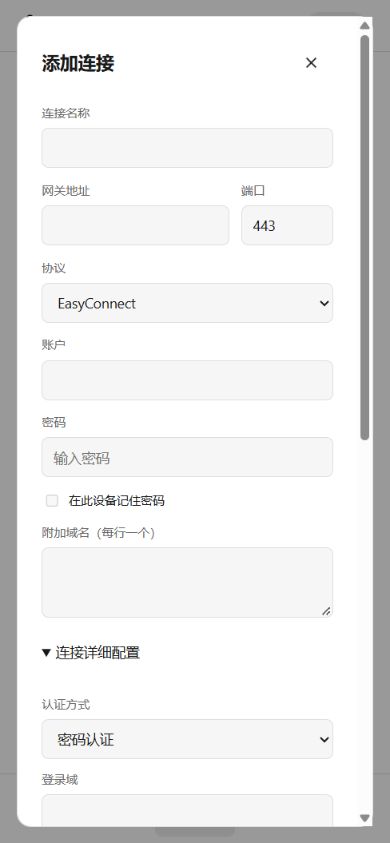 添加连接
连接名称
网关地址 端口
443
协议
EasyConnect
账户
密码
输入密码
在此设备记住密码
附加域名（每行一个）
连接详细配置
认证方式
密码认证
登录域